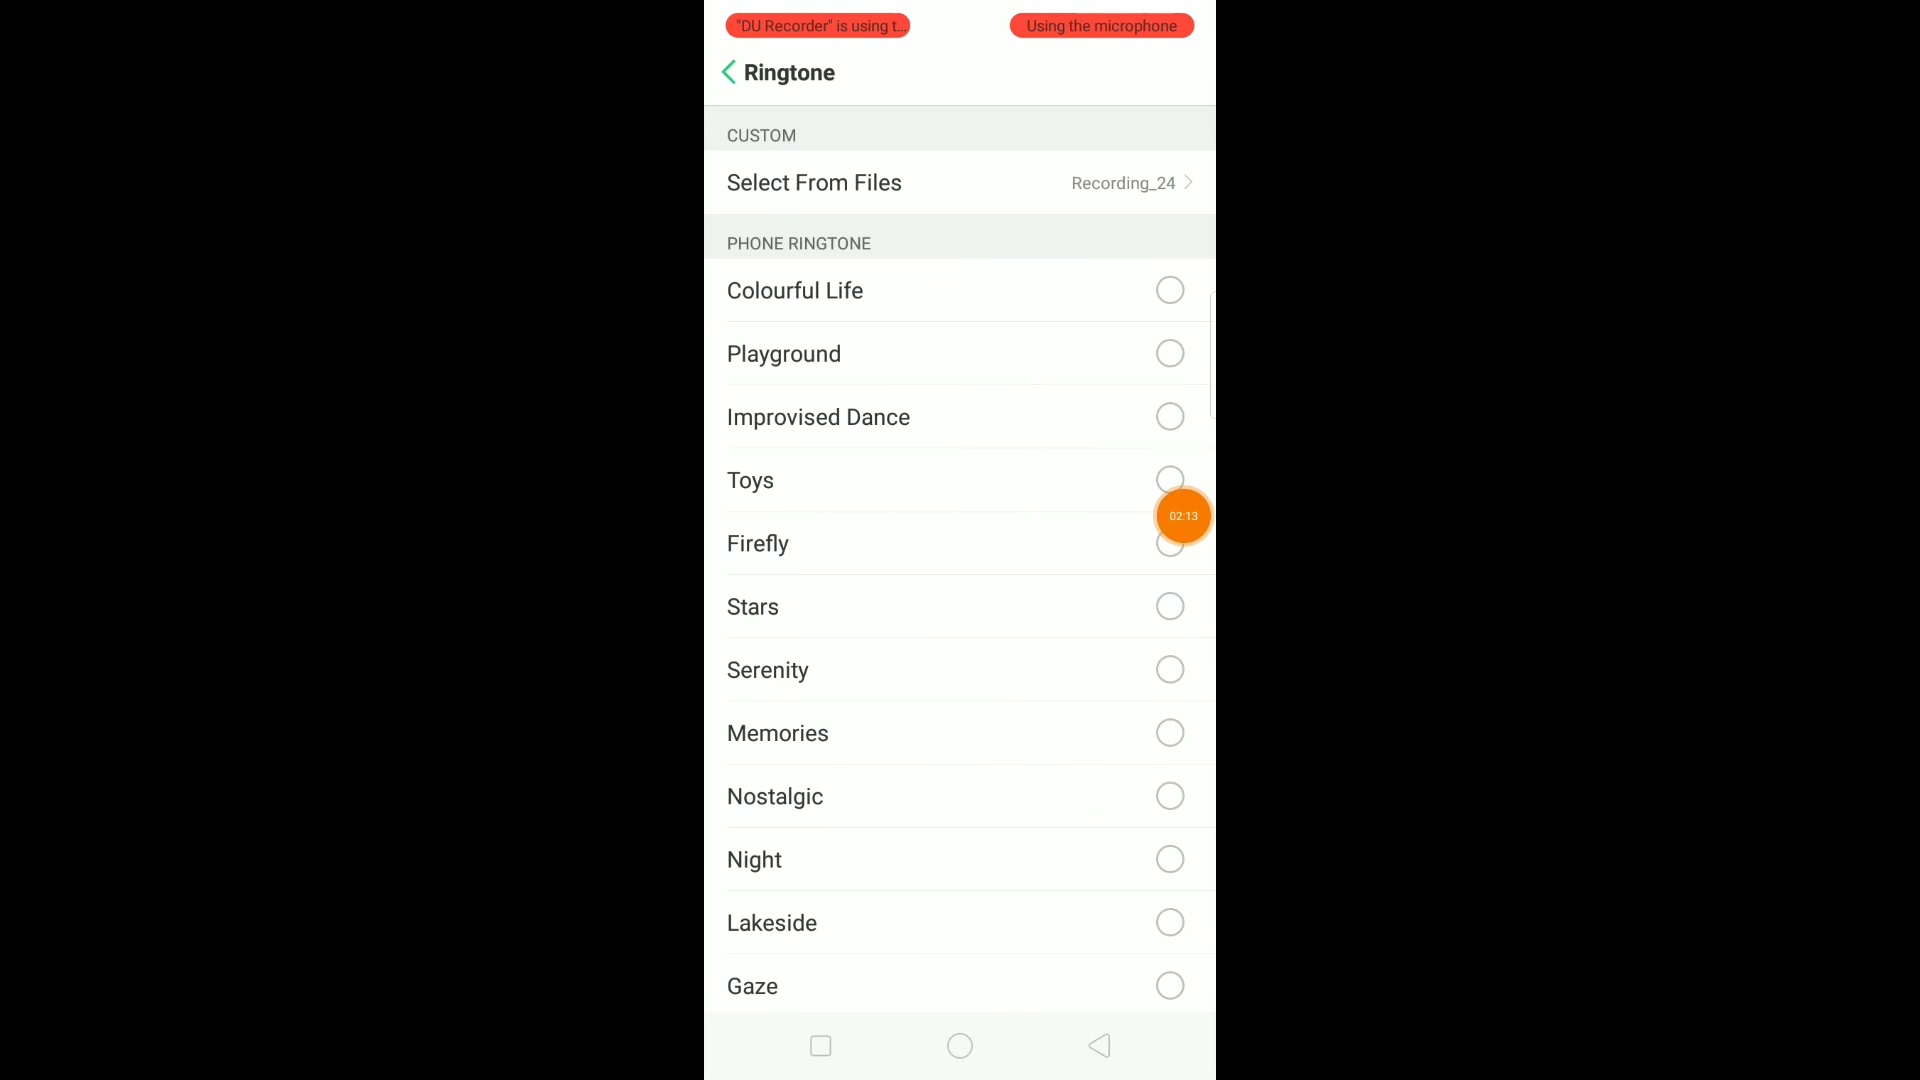 "DU Recorder" is using t...
Using the microphone
Ringtone
CUSTOM
Select From Files
Recording_24
PHONE RINGTONE
Colourful Life
Playground
Improvised Dance
Toys
02:13
Firefly
Stars
Serenity
Memories
Nostalgic
Night
Lakeside
Gaze